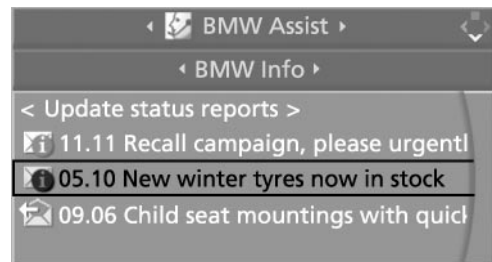 BMW Assist
BMW Info
< Update status reports >
11.11 Recall campaign, please urgentl
05.10 New winter tyres now in stock
09.06 Child seat mountings with quick